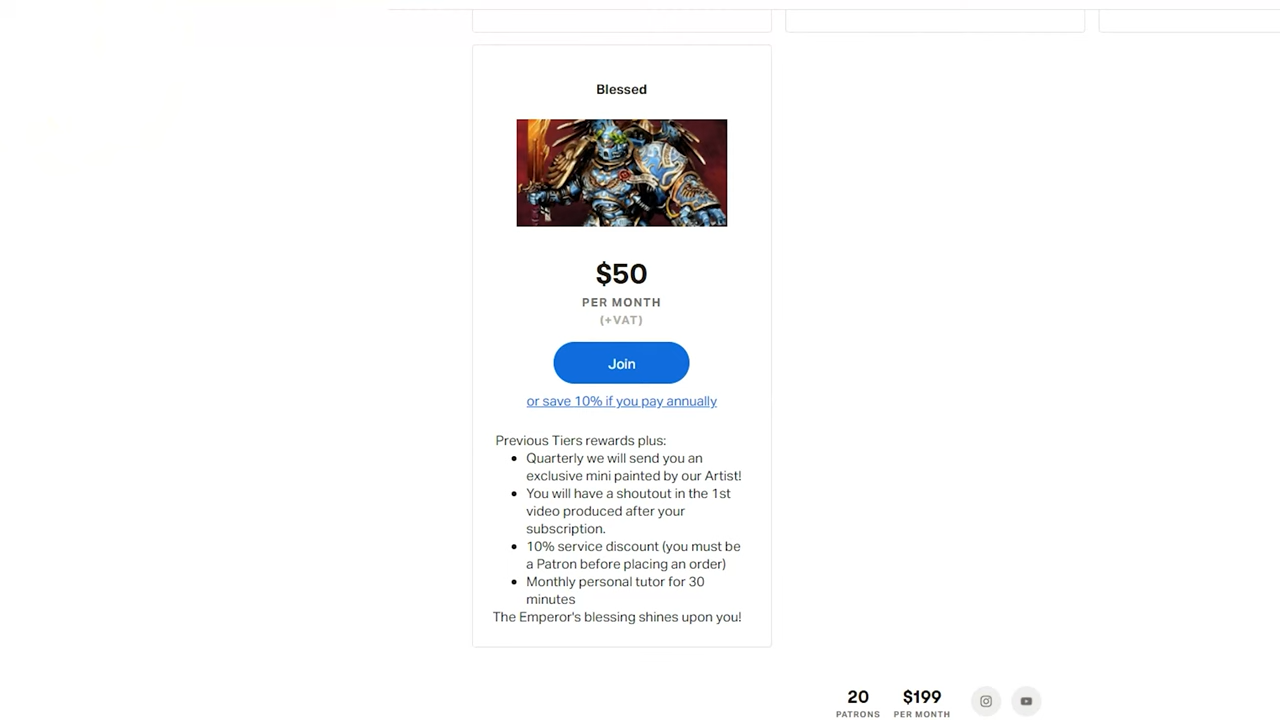 Blessed
$50
PER MONTH
(+VAT)
Join
or save 10% if you pay annually
Previous Tiers rewards plus:
Quarterly we will send you an
exclusive mini painted by our Artist!
You will have a shoutout in the 1st
video produced after your
subscription.
10% service discount (you must be
a Patron before placing an order)
Monthly personal tutor for 30
minutes
The Emperor's blessing shines upon you!
20 $199
PATRONS PER MONTH